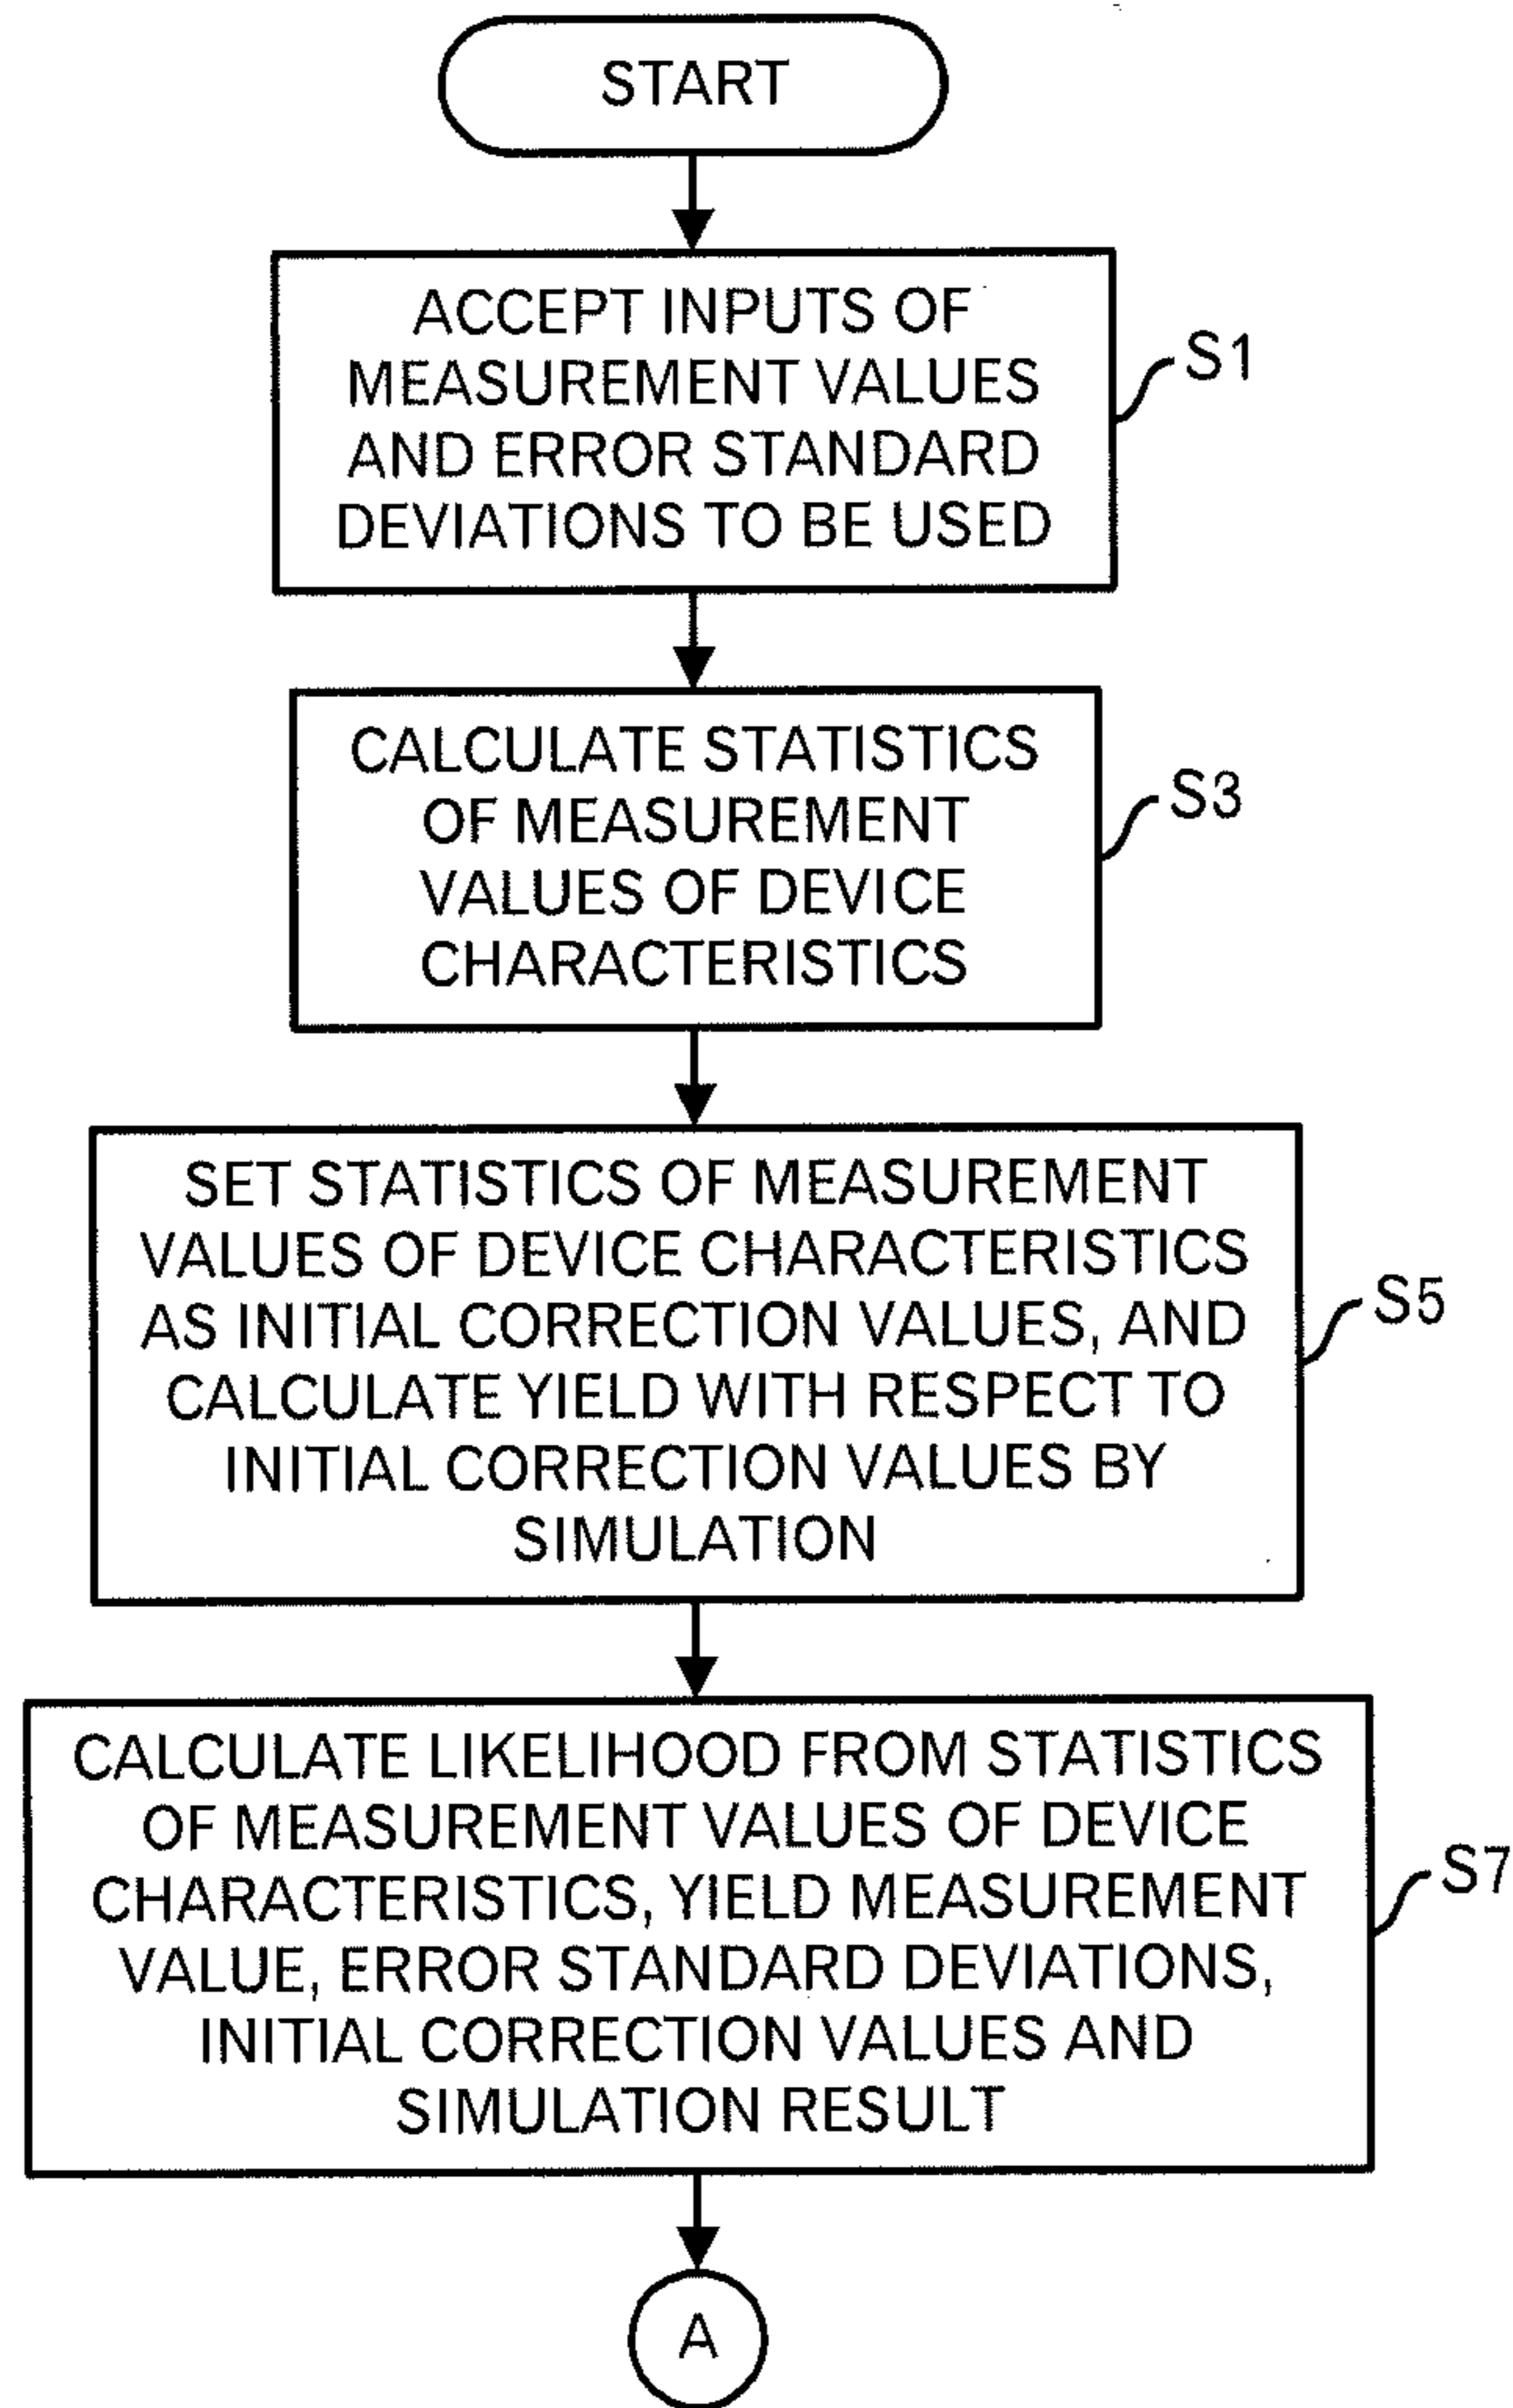 START
ACCEPT INPUTS OF
MEASUREMENT VALUES
AND ERROR STANDARD
DEVIATIONS TO BE USED
S1
CALCULATE STATISTICS
OF MEASUREMENT
VALUES OF DEVICE
CHARACTERISTICS
S3
SET STATISTICS OF MEASUREMENT
VALUES OF DEVICE CHARACTERISTICS
AS INITIAL CORRECTION VALUES, AND
CALCULATE YIELD WITH RESPECT TO
INITIAL CORRECTION VALUES BY
SIMULATION
S5
CALCULATE LIKELIHOOD FROM STATISTICS
OF MEASUREMENT VALUES OF DEVICE
CHARACTERISTICS, YIELD MEASUREMENT
VALUE, ERROR STANDARD DEVIATIONS,
INITIAL CORRECTION VALUES AND
SIMULATION RESULT
S7
A